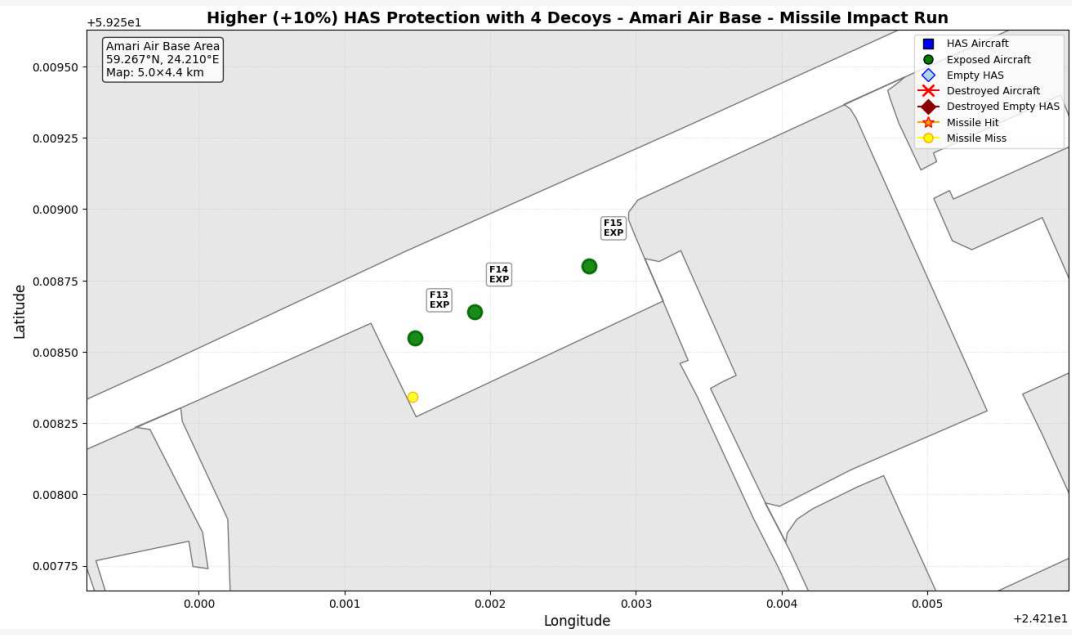 Higher (+10%) HAS Protection with 4 Decoys - Amari Air Base - Missile Impact Run
+5.925e1
Amari Air Base Area
59.267°N, 24.210°E
Map: 5.0×4.4 km
HAS Aircraft
Exposed Aircraft
Empty HAS
Destroyed Aircraft
Destroyed Empty HAS
Missile Hit
Missile Miss
0.00950
0.00925
0.00900
0.00875
0.00850
0.00825
0.00800
0.00775
Latitude
F15
EXP
F14
EXP
F13
EXP
0.000
0.001
0.002
0.003
0.004
0.005
+2.421e1
Longitude